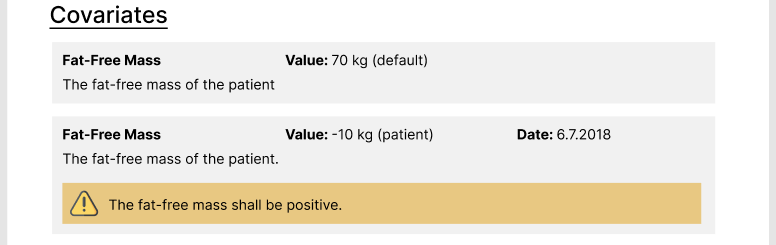 Covariates
Fat-Free Mass Value: 70 kg (default)
The fat-free mass of the patient
Fat-Free Mass Value: -10 kg (patient) Date: 6.7.2018
The fat-free mass of the patient.
The fat-free mass shall be positive.